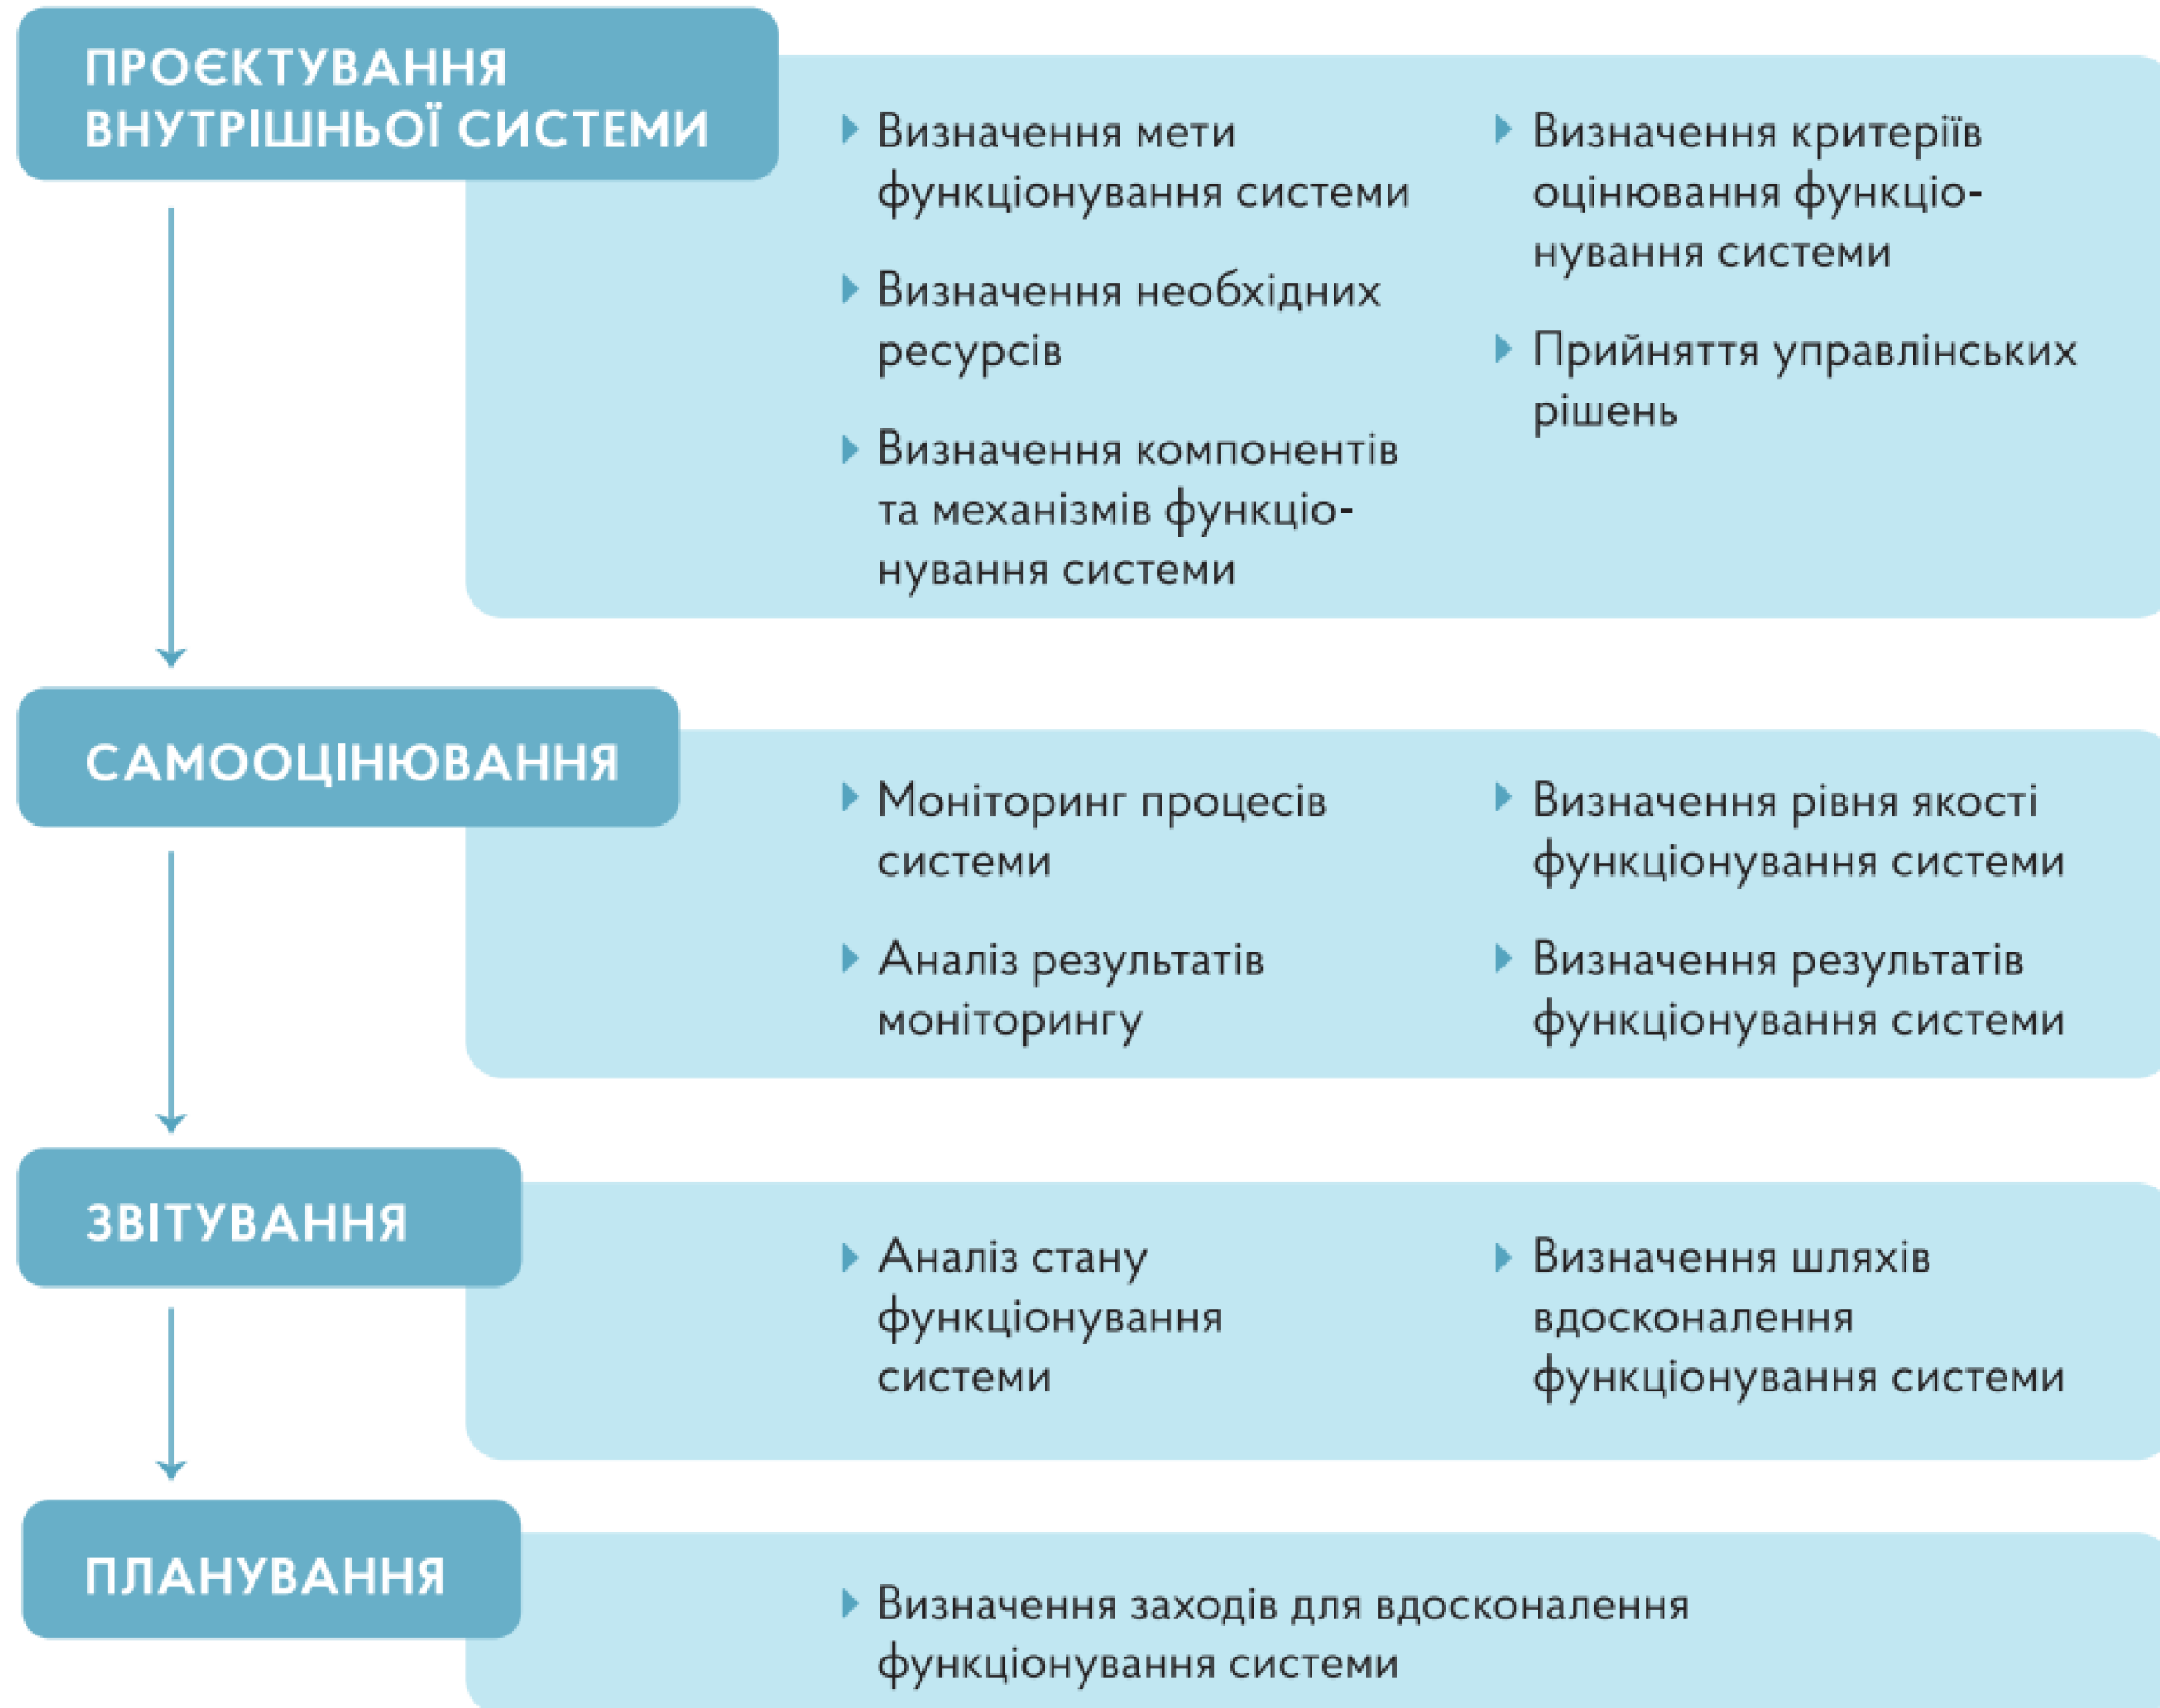 ПРОЄКТУВАННЯ
ВНУТРІШНЬОЇ СИСТЕМИ
Визначення мети
функціонування системи
Визначення необхідних
ресурсів
Визначення компонентів
та механізмів функціо-
нування системи
Визначення критеріїв
оцінювання функціо-
нування системи
Прийняття управлінських
рішень
САМООЦІНЮВАННЯ
Моніторинг процесів
системи
Аналіз результатів
моніторингу
Визначення рівня якості
функціонування системи
Визначення результатів
функціонування системи
ЗВІТУВАННЯ
Аналіз стану
функціонування
системи
Визначення шляхів
вдосконалення
функціонування системи
ПЛАНУВАННЯ
Визначення заходів для вдосконалення
функціонування системи